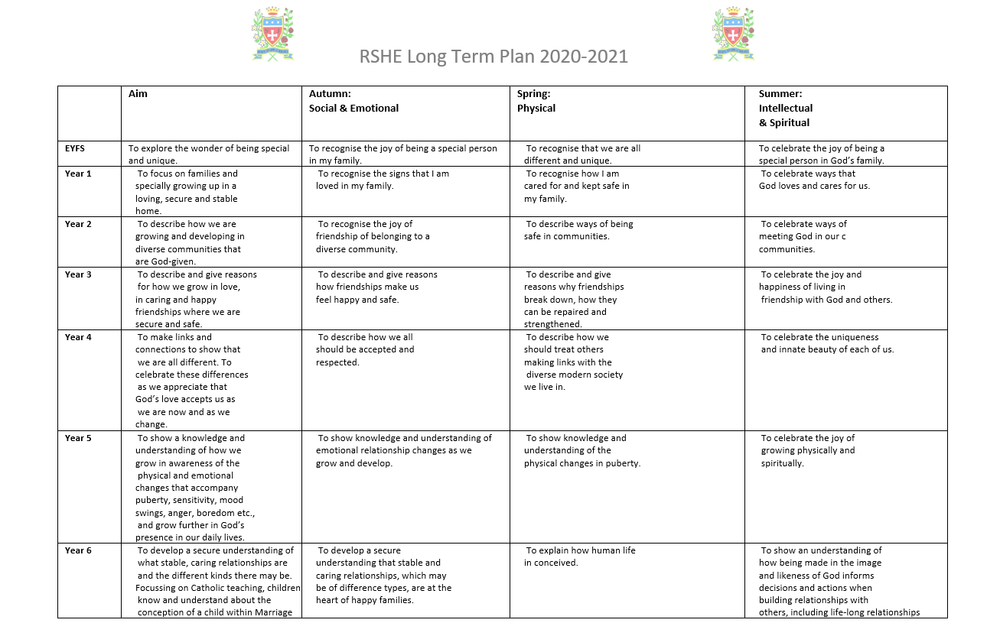 RSHE Long Term Plan 2020-2021
Aim
Autumn:
Social & Emotional
Spring:
Physical
Summer:
Intellectual
& Spiritual
EYFS
To explore the wonder of being special
and unique.
To recognise the joy of being a special person
in my family.
To recognise that we are all
different and unique.
To celebrate the joy of being a
special person in God's family.
Year 1
To focus on families and
specially growing up in a
loving, secure and stable
home.
To recognise the signs that I am
loved in my family.
To recognise how I am
cared for and kept safe in
my family.
To celebrate ways that
God loves and cares for us.
Year 2
To describe how we are
growing and developing in
diverse communities that
are God-given.
To recognise the joy of
friendship of belonging to a
diverse community.
To describe ways of being
safe in communities.
To celebrate ways of
meeting God in our c
communities.
Year 3
To describe and give reasons
for how we grow in love,
in caring and happy
friendships where we are
secure and safe.
To describe and give reasons
how friendships make us
feel happy and safe.
To describe and give
reasons why friendships
break down, how they
can be repaired and
strengthened.
To celebrate the joy and
happiness of living in
friendship with God and others.
Year 4
To make links and
connections to show that
we are all different. To
celebrate these differences
as we appreciate that
God's love accepts us as
we are now and as we
change.
To describe how we all
should be accepted and
respected.
To describe how we
should treat others
making links with the
diverse modern society
we live in.
To celebrate the uniqueness
and innate beauty of each of us.
Year 5
To show a knowledge and
understanding of how we
grow in awareness of the
physical and emotional
changes that accompany
puberty, sensitivity, mood
swings, anger, boredom etc.,
and grow further in God's
presence in our daily lives.
To show knowledge and understanding of
emotional relationship changes as we
grow and develop.
To show knowledge and
understanding of the
physical changes in puberty.
To celebrate the joy of
growing physically and
spiritually.
Year 6
To develop a secure understanding of
what stable, caring relationships are
and the different kinds there may be.
Focussing on Catholic teaching, children
know and understand about the
conception of a child within Marriage
To develop a secure
understanding that stable and
caring relationships, which may
be of difference types, are at the
heart of happy families.
To explain how human life
in conceived.
To show an understanding of
how being made in the image
and likeness of God informs
decisions and actions when
building relationships with
others, including life-long relationships